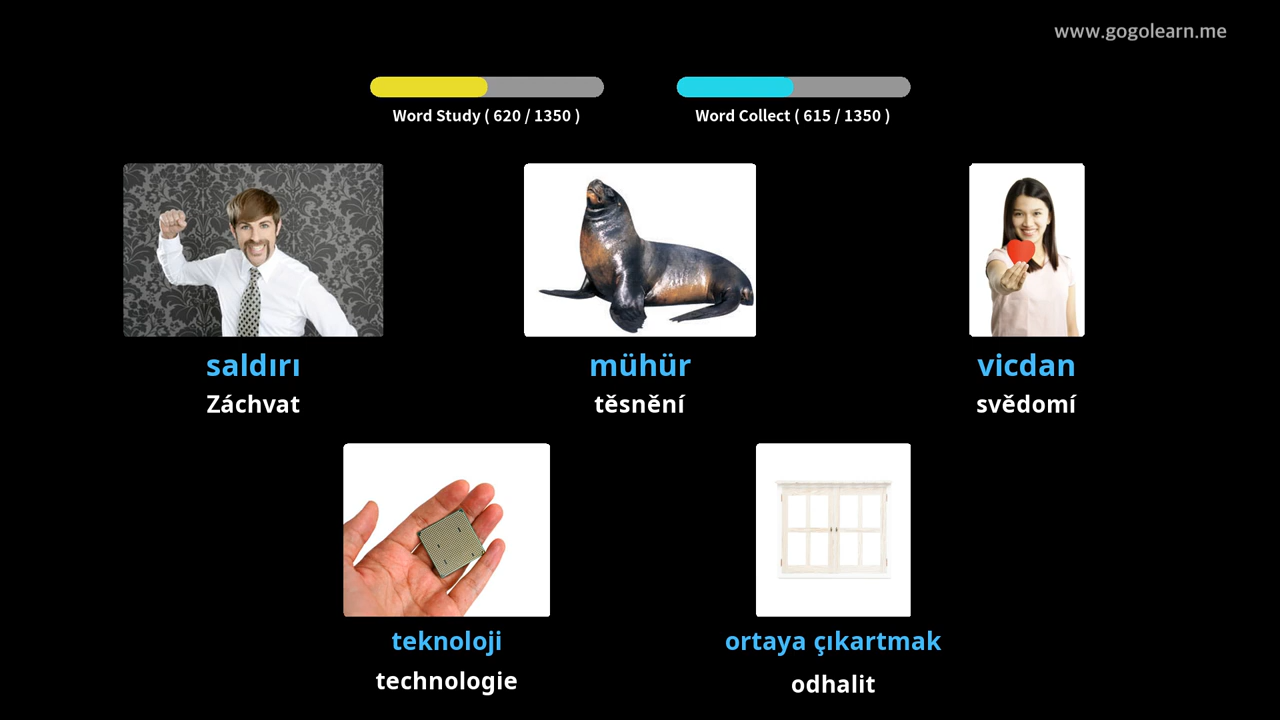 www.gogolearn.me
Word Study ( 620 / 1350 )
Word Collect ( 615 / 1350 )
saldırı
mühür
vicdan
Záchvat
těsnění
svědomí
teknoloji
ortaya çıkartmak
technologie
odhalit